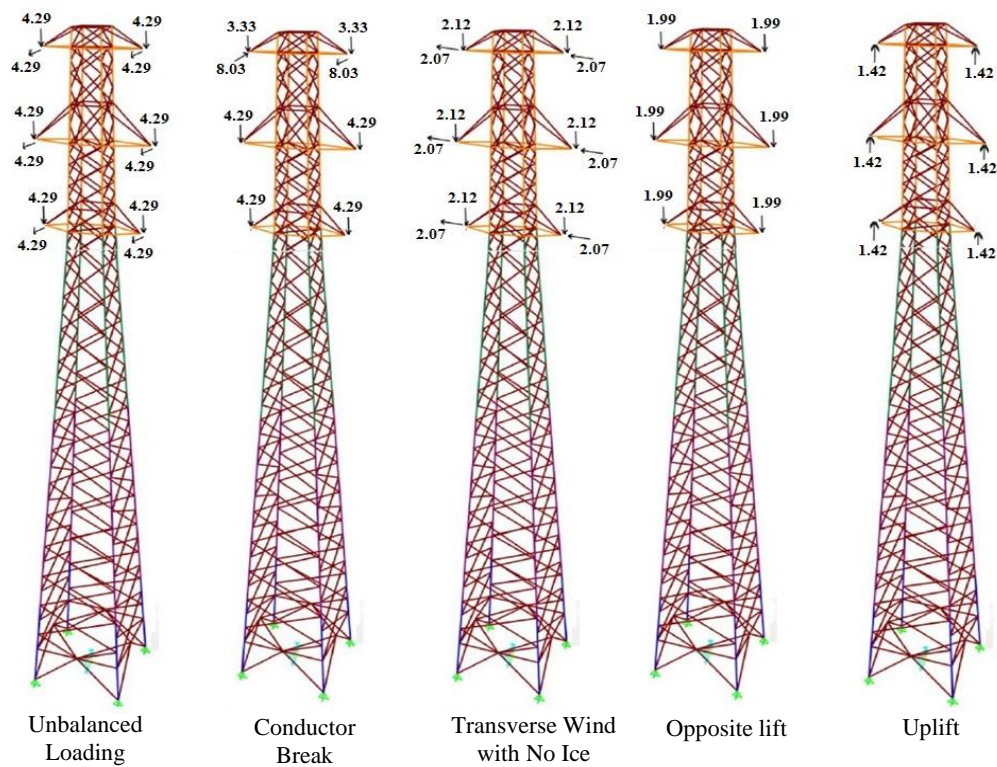 4.29 4.29
4.29 4.29
4.29 4.29
4.29 4.29
4.29 4.29
4.29 4.29
Unbalanced
Loading
3.33 3.33
8.03 8.03
4.29 4.29
4.29 4.29
Conductor
Break
2.12 2.12
2.07 2.07
2.12 2.12
2.07 2.07
2.12 2.12
2.07 2.07
Transverse Wind
with No Ice
1.99 1.99
1.99 1.99
1.99 1.99
Opposite lift
1.42 1.42
1.42 1.42
1.42 1.42
Uplift